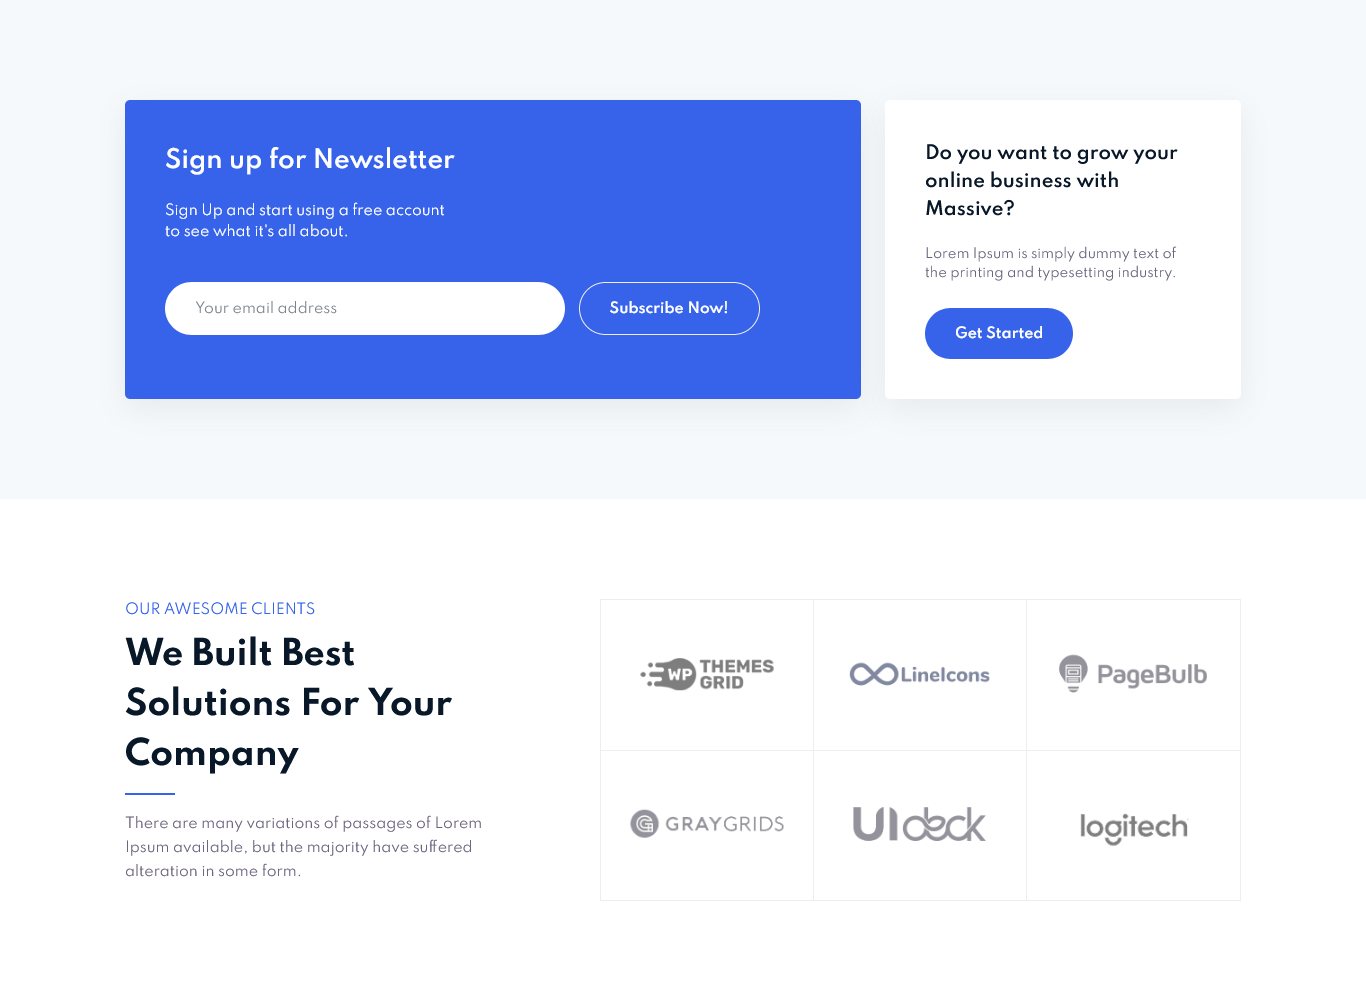 Sign up for Newsletter
Sign Up and start using a free account
to see what it's all about.
Your email address
Subscribe Now!
Do you want to grow your
online business with
Massive?
Lorem Ipsum is simply dummy text of
the printing and typesetting industry.
Get Started
OUR AWESOME CLIENTS
We Built Best
Solutions For Your
Company
There are many variations of passages of Lorem
Ipsum available, but the majority have suffered
alteration in some form.
WP THEMES
GRID
LineIcons
PageBulb
G GRAYGRIDS
UIdeck
logitech